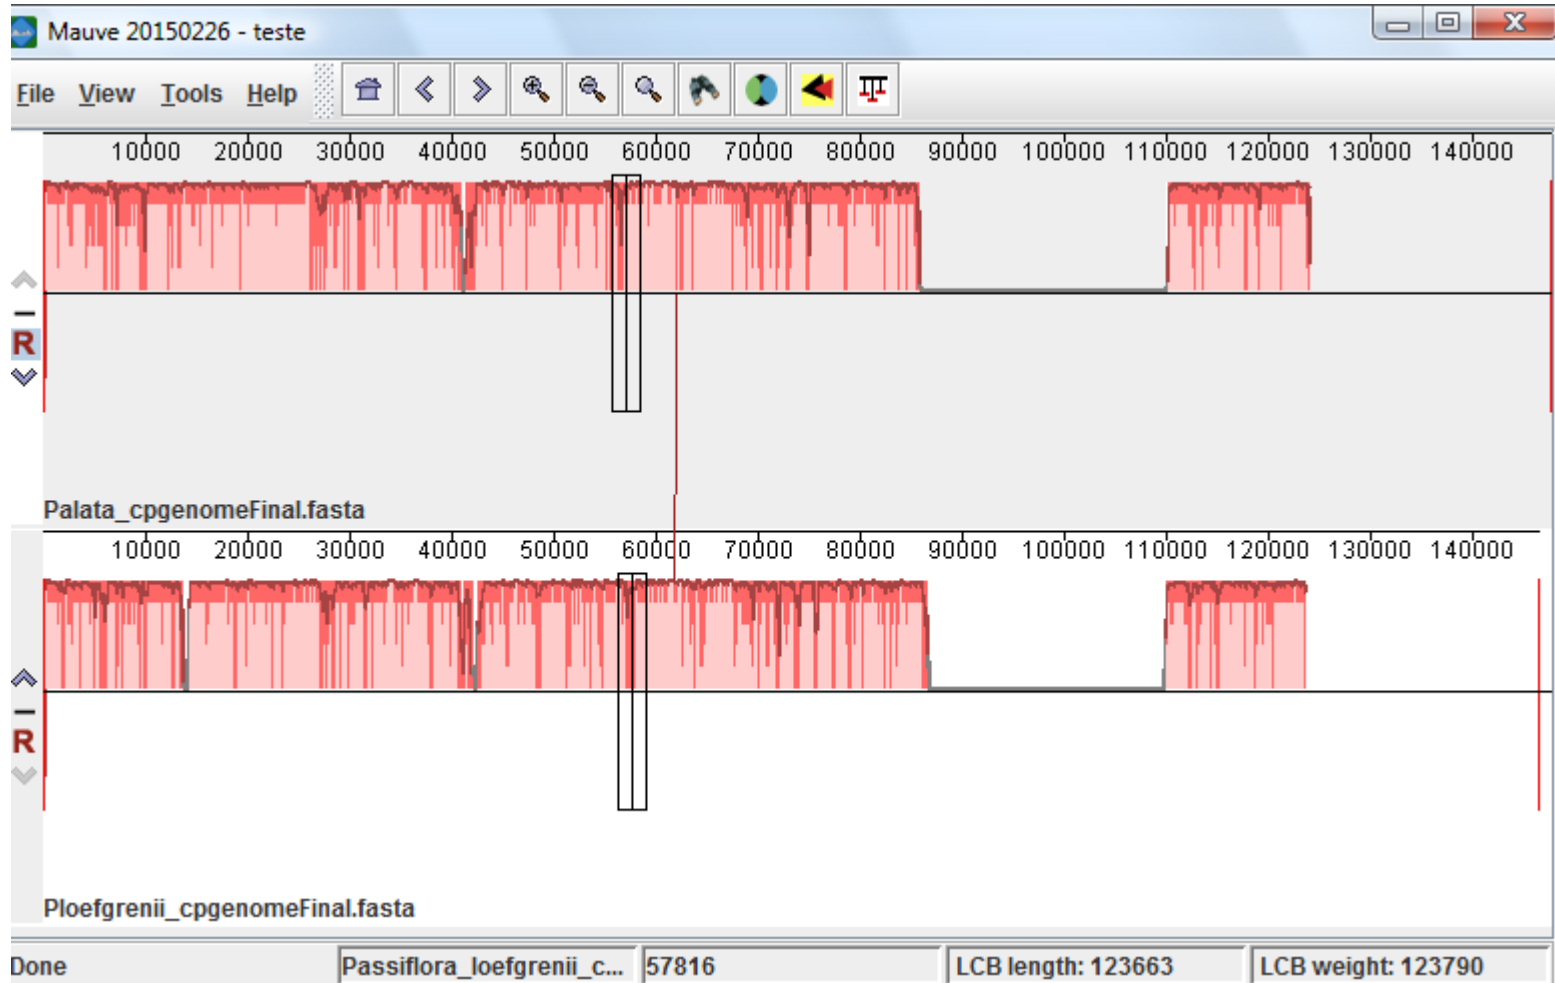 Mauve 20150226 - teste
File View Tools Help
10000 20000 30000 40000 50000 60000 70000 80000 90000 100000 110000 120000 130000 140000
R
Palata_cpgenomeFinal.fasta
10000 20000 30000 40000 50000 60000 70000 80000 90000 100000 110000 120000 130000 140000
R
Ploefgrenii_cpgenomeFinal.fasta
Done Passiflora_loefgrenii_c... 57816 LCB length: 123663 LCB weight: 123790